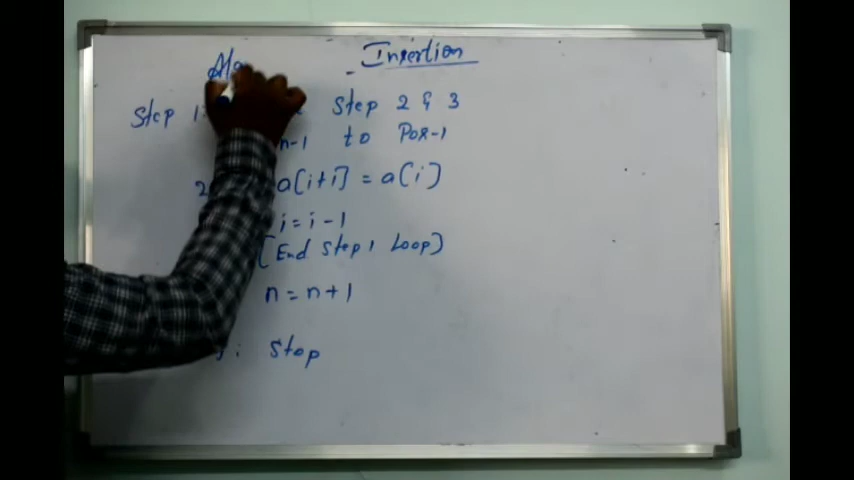 Alg Insertion
Step 1: Step 2 & 3
n-1 to Pos-1
2 a[i+1] = a[i]
i = i - 1
[End Step 1 Loop]
n = n + 1
: Stop